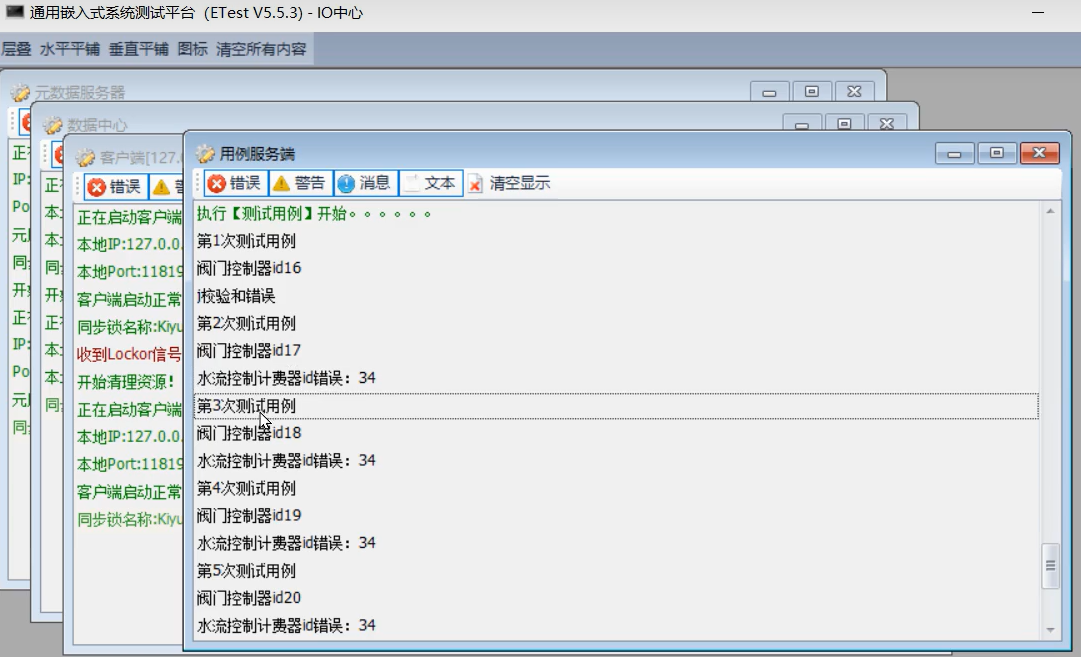 通用嵌入式系统测试平台（ETest V5.5.3）- IO中心
层叠 水平平铺 垂直平铺 图标 清空所有内容
元数据服务器
数据中心
客户端[127.0
用例服务端
错误
错误 警告 消息 文本 清空显示
正在启动客户端
本地IP:127.0.0.
本地Port:11819
客户端启动正常
同步锁名称:Kiyu
收到Lockor信号
开始清理资源！
正在启动客户端
本地IP:127.0.0.
本地Port:11819
客户端启动正常
同步锁名称:Kiyu
执行【测试用例】开始。。。。。。
第1次测试用例
阀门控制器id16
j校验和错误
第2次测试用例
阀门控制器id17
水流控制计费器id错误：34
第3次测试用例
阀门控制器id18
水流控制计费器id错误：34
第4次测试用例
阀门控制器id19
水流控制计费器id错误：34
第5次测试用例
阀门控制器id20
水流控制计费器id错误：34